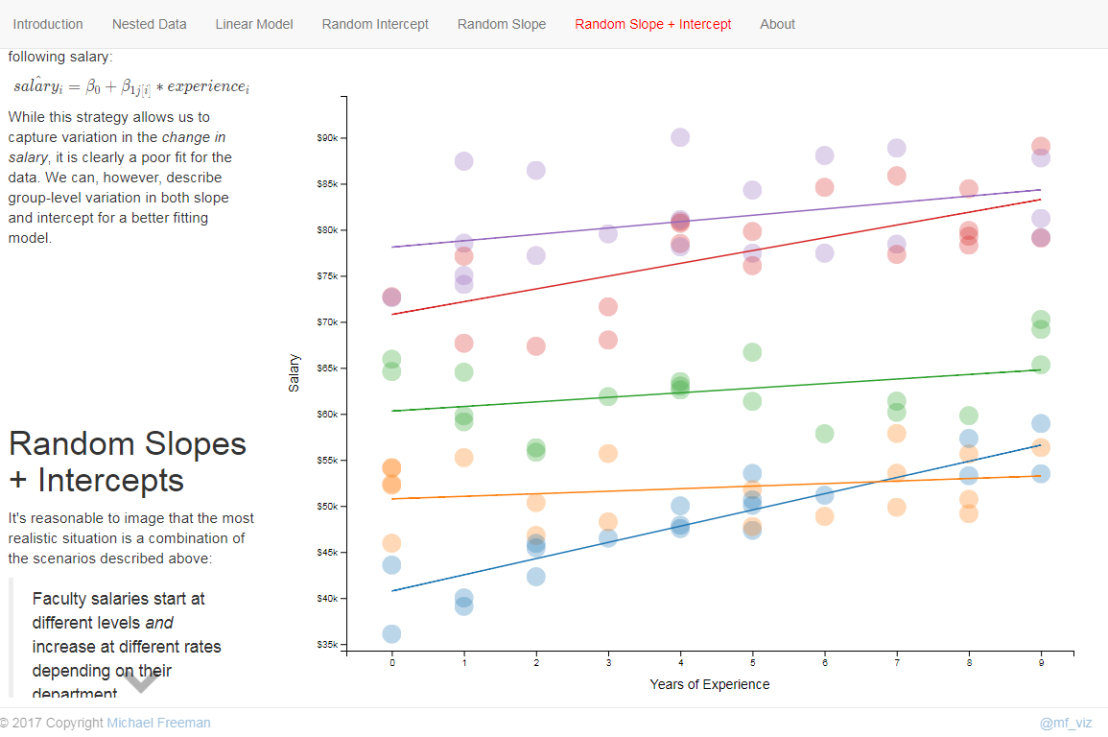 Introduction Nested Data Linear Model Random Intercept Random Slope Random Slope + Intercept About
following salary:
salarŷᵢ = β₀ + β₁ⱼ[ᵢ] * experienceᵢ
While this strategy allows us to
capture variation in the change in
salary, it is clearly a poor fit for the
data. We can, however, describe
group-level variation in both slope
and intercept for a better fitting
model.
Random Slopes
+ Intercepts
It's reasonable to image that the most
realistic situation is a combination of
the scenarios described above:
Faculty salaries start at
different levels and
increase at different rates
depending on their
department
Salary
$90k
$85k
$80k
$75k
$70k
$65k
$60k
$55k
$50k
$45k
$40k
$35k
0 1 2 3 4 5 6 7 8 9
Years of Experience
© 2017 Copyright Michael Freeman
@mf_viz